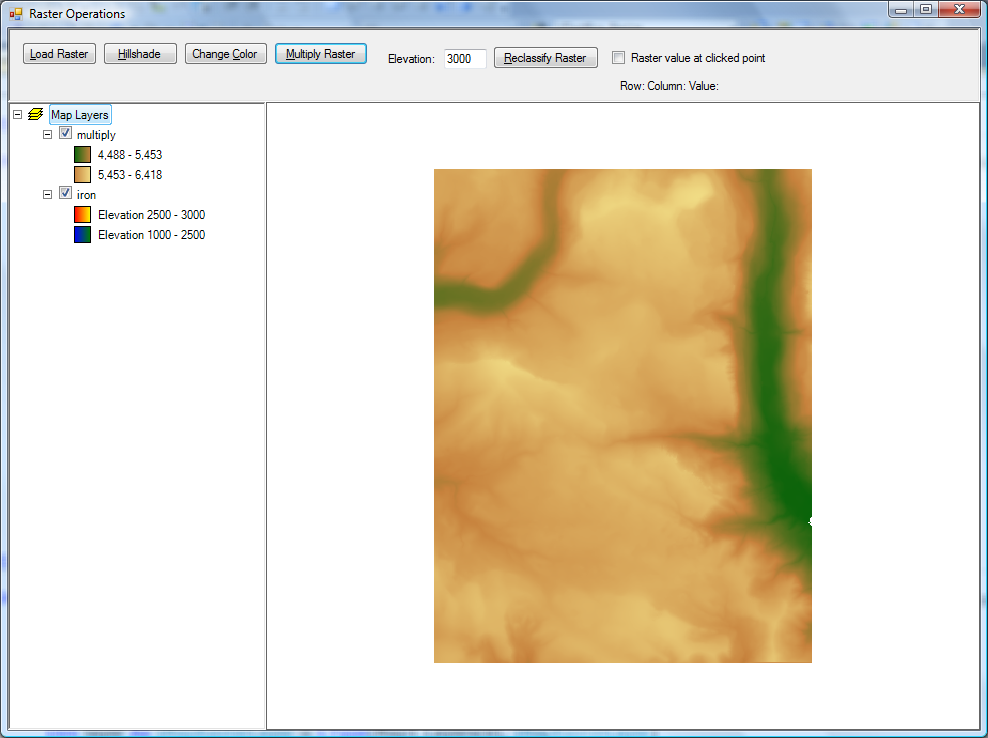 Raster Operations
Load Raster Hillshade Change Color Multiply Raster Elevation: 3000 Reclassify Raster Raster value at clicked point
Row: Column: Value:
Map Layers
multiply
4,488 - 5,453
5,453 - 6,418
iron
Elevation 2500 - 3000
Elevation 1000 - 2500